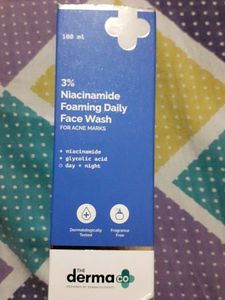 100 ml
3%
Niacinamide
Foaming Daily
Face Wash
FOR ACNE MARKS
+ niacinamide
+ glycolic acid
day + night
Dermatologically
Tested
Fragrance
Free
THE
derma co